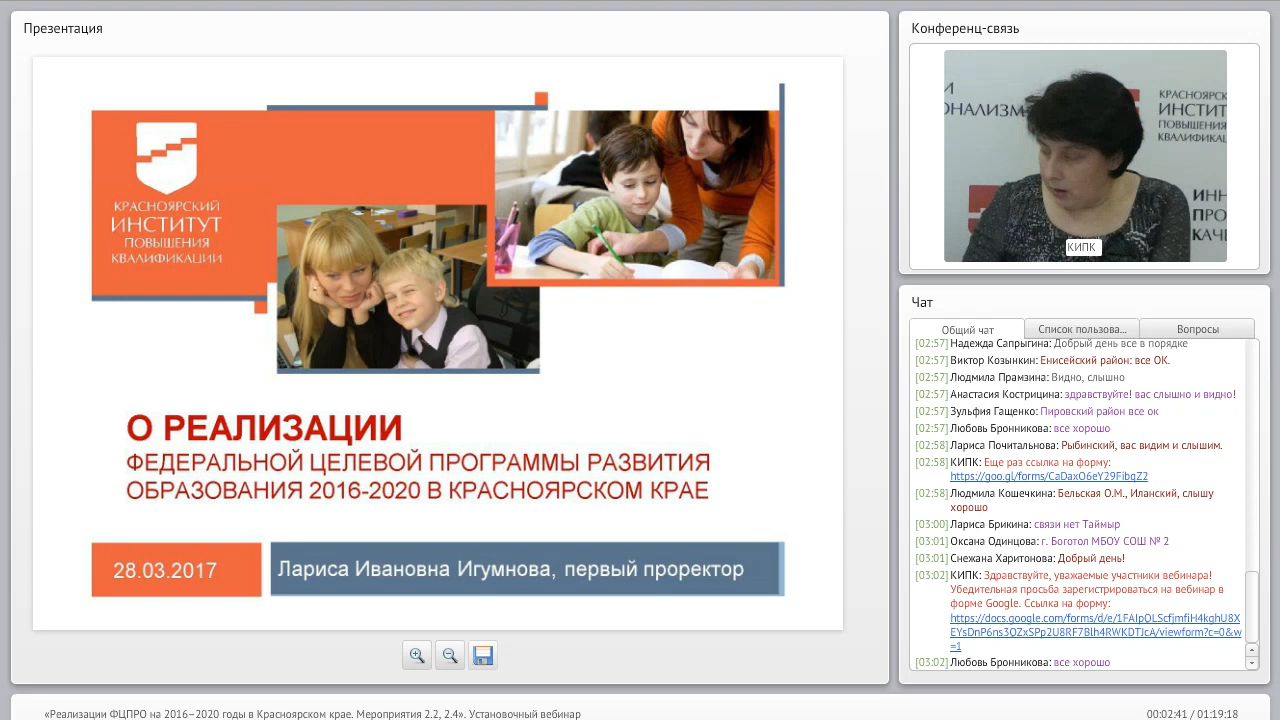 Презентация
КРАСНОЯРСКИЙ
ИНСТИТУТ
ПОВЫШЕНИЯ
КВАЛИФИКАЦИИ
О РЕАЛИЗАЦИИ
ФЕДЕРАЛЬНОЙ ЦЕЛЕВОЙ ПРОГРАММЫ РАЗВИТИЯ
ОБРАЗОВАНИЯ 2016-2020 В КРАСНОЯРСКОМ КРАЕ
28.03.2017
Лариса Ивановна Игумнова, первый проректор
Конференц-связь
КРАСНОЯРСК
ИНСТИТ
ПОВЫШЕНИЯ
КВАЛИФИКАЦ
ИНН
ПРО
КАЧЕ
КИПК
Чат
Общий чат
Список пользова...
Вопросы
[02:57] Надежда Сапрыгина: Добрый день все в порядке
[02:57] Виктор Козынкин: Енисейский район: все ОК.
[02:57] Людмила Прамзина: Видно, слышно
[02:57] Анастасия Кострицина: здравствуйте! вас слышно и видно!
[02:57] Зульфия Гащенко: Пировский район все ок
[02:57] Любовь Бронникова: все хорошо
[02:58] Лариса Почитальнова: Рыбинский, вас видим и слышим.
[02:58] КИПК: Еще раз ссылка на форму:
https://goo.gl/forms/CaDaxO6eY29FibgZ2
[02:58] Людмила Кошечкина: Бельская О.М., Иланский, слышу
хорошо
[03:00] Лариса Брикина: связи нет Таймыр
[03:01] Оксана Одинцова: г. Боготол МБОУ СОШ № 2
[03:01] Снежана Харитонова: Добрый день!
[03:02] КИПК: Здравствуйте, уважаемые участники вебинара!
Убедительная просьба зарегистрироваться на вебинар в
форме Google. Ссылка на форму:
https://docs.google.com/forms/d/e/1FAIpQLScfjmfiH4kghU8X
EYsDnP6ns3OZxSPp2U8RF7Blh4RWKDTJcA/viewform?c=0&w
=1
[03:02] Любовь Бронникова: все хорошо
«Реализации ФЦПРО на 2016–2020 годы в Красноярском крае. Мероприятия 2.2, 2.4». Установочный вебинар
00:02:41 / 01:19:18